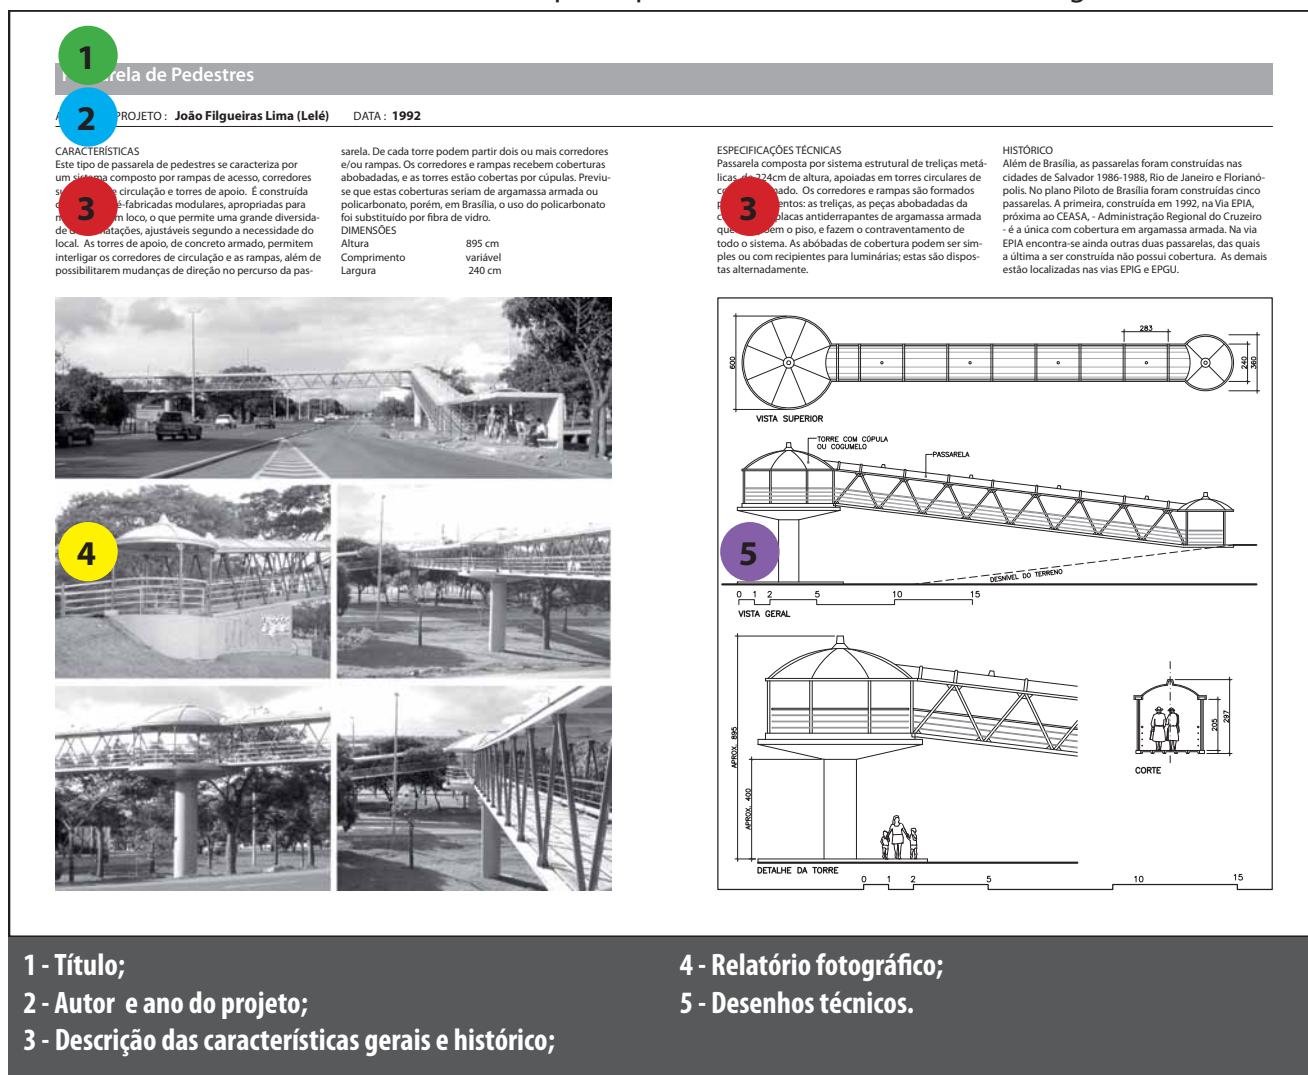 1
rela de Pedestres
2
PROJETO : João Filgueiras Lima (Lelé) DATA : 1992
CARACTERÍSTICAS
Este tipo de passarela de pedestres se caracteriza por
um sistema composto por rampas de acesso, corredores
e circulação e torres de apoio. É construída
é-fabricadas modulares, apropriadas para
m loco, o que permite uma grande diversida-
de d natações, ajustáveis segundo a necessidade do
local. As torres de apoio, de concreto armado, permitem
interligar os corredores de circulação e as rampas, além de
possibilitarem mudanças de direção no percurso da pas-
3
sarela. De cada torre podem partir dois ou mais corredores
e/ou rampas. Os corredores e rampas recebem coberturas
abobadadas, e as torres estão cobertas por cúpulas. Previu-
se que estas coberturas seriam de argamassa armada ou
policarbonato, porém, em Brasília, o uso do policarbonato
foi substituído por fibra de vidro.
DIMENSÕES
Altura 895 cm
Comprimento variável
Largura 240 cm
ESPECIFICAÇÕES TÉCNICAS
Passarela composta por sistema estrutural de treliças metá-
licas, de 224cm de altura, apoiadas em torres circulares de
co mado. Os corredores e rampas são formados
p entos: as treliças, as peças abobadadas da
c placas antiderrapantes de argamassa armada
que em o piso, e fazem o contraventamento de
todo o sistema. As abóbadas de cobertura podem ser sim-
ples ou com recipientes para luminárias; estas são dispos-
tas alternadamente.
3
HISTÓRICO
Além de Brasília, as passarelas foram construídas nas
cidades de Salvador 1986-1988, Rio de Janeiro e Florianó-
polis. No plano Piloto de Brasília foram construídas cinco
passarelas. A primeira, construída em 1992, na Via EPIA,
próxima ao CEASA, - Administração Regional do Cruzeiro
- é a única com cobertura em argamassa armada. Na via
EPIA encontra-se ainda outras duas passarelas, das quais
a última a ser construída não possui cobertura. As demais
estão localizadas nas vias EPIG e EPGU.
4
283
600
240
360
VISTA SUPERIOR
TORRE COM CÚPULA
OU COGUMELO
PASSARELA
5
DESNÍVEL DO TERRENO
0 1 2 5 10 15
VISTA GERAL
APROX. 895
APROX. 400
205
297
CORTE
DETALHE DA TORRE
0 1 2 5 10 15
1 - Título;
2 - Autor e ano do projeto;
3 - Descrição das características gerais e histórico;
4 - Relatório fotográfico;
5 - Desenhos técnicos.